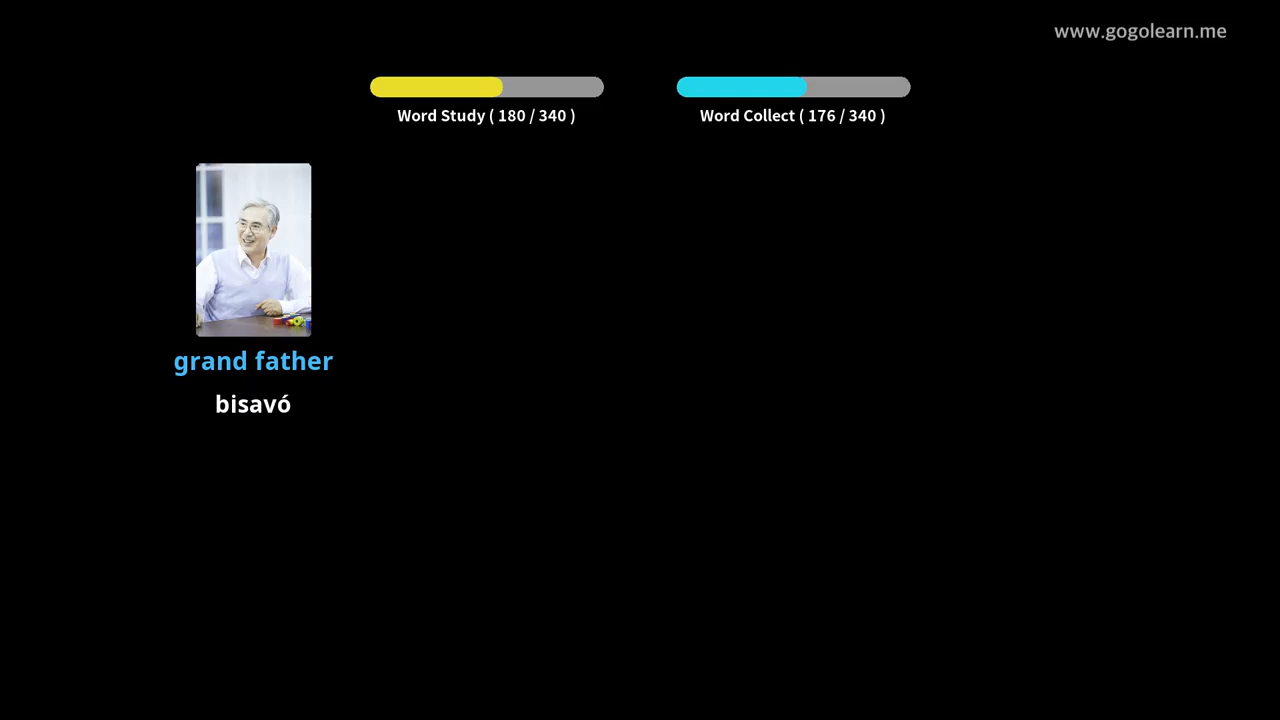 www.gogolearn.me
Word Study ( 180 / 340 )
Word Collect ( 176 / 340 )
grand father
bisavó